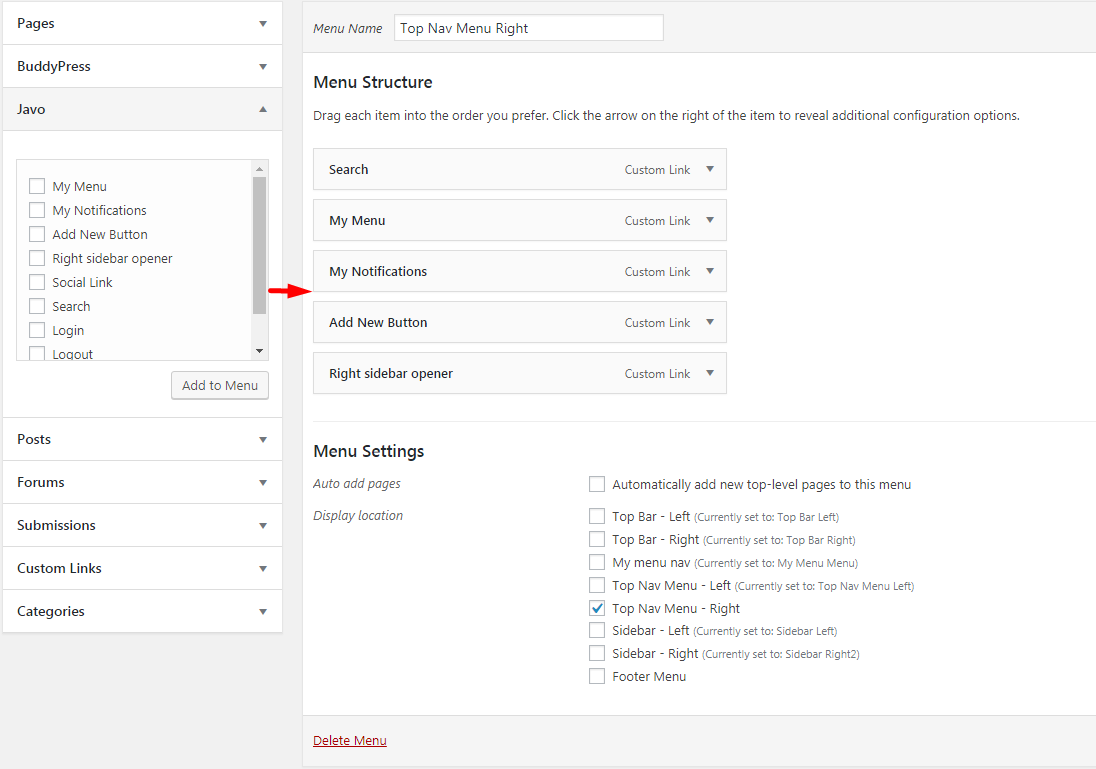 Pages
BuddyPress
Javo
My Menu
My Notifications
Add New Button
Right sidebar opener
Social Link
Search
Login
Logout
Add to Menu
Posts
Forums
Submissions
Custom Links
Categories
Menu Name Top Nav Menu Right
Menu Structure
Drag each item into the order you prefer. Click the arrow on the right of the item to reveal additional configuration options.
Search Custom Link
My Menu Custom Link
My Notifications Custom Link
Add New Button Custom Link
Right sidebar opener Custom Link
Menu Settings
Auto add pages Automatically add new top-level pages to this menu
Display location Top Bar - Left (Currently set to: Top Bar Left)
Top Bar - Right (Currently set to: Top Bar Right)
My menu nav (Currently set to: My Menu Menu)
Top Nav Menu - Left (Currently set to: Top Nav Menu Left)
Top Nav Menu - Right
Sidebar - Left (Currently set to: Sidebar Left)
Sidebar - Right (Currently set to: Sidebar Right2)
Footer Menu
Delete Menu